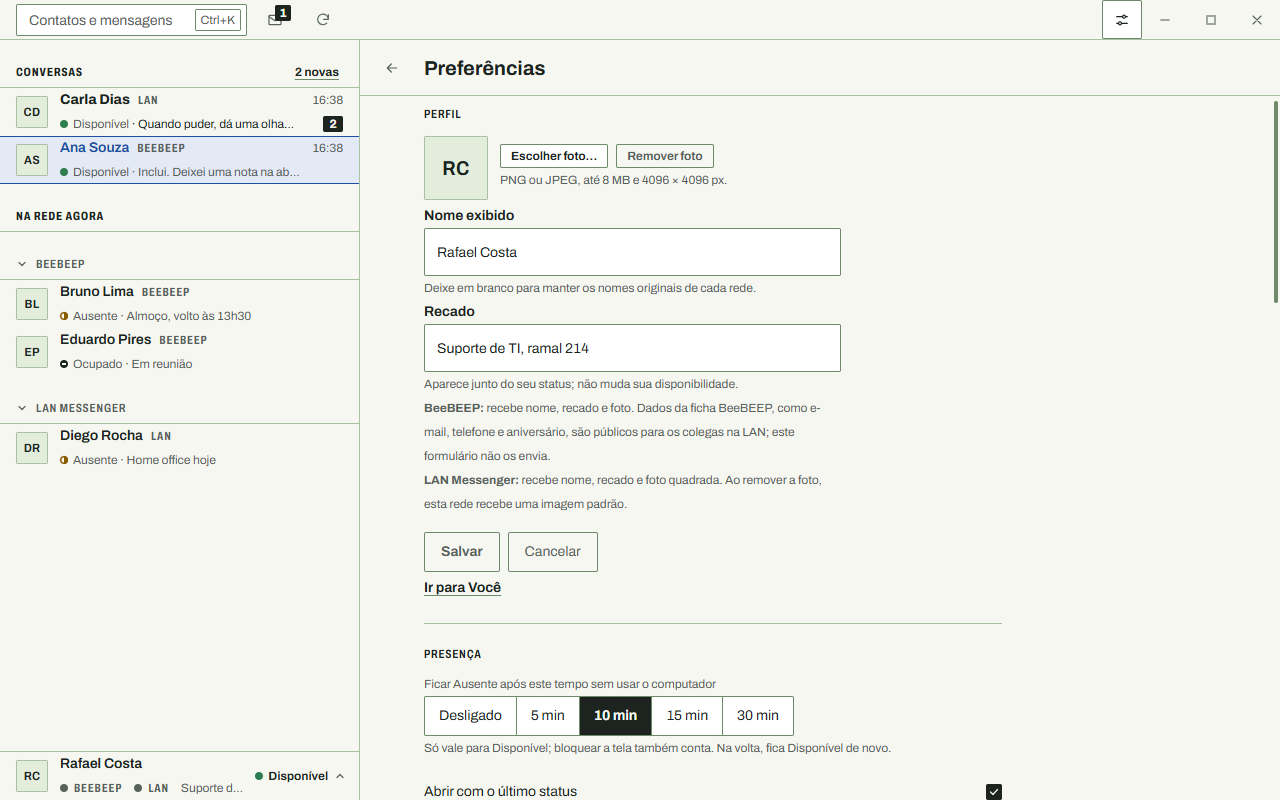 Contatos e mensagens Ctrl+K 1
CONVERSAS 2 novas
CD Carla Dias LAN 16:38
Disponível · Quando puder, dá uma olha... 2
AS Ana Souza BEEBEEP 16:38
Disponível · Inclui. Deixei uma nota na ab...
NA REDE AGORA
BEEBEEP
BL Bruno Lima BEEBEEP
Ausente · Almoço, volto às 13h30
EP Eduardo Pires BEEBEEP
Ocupado · Em reunião
LAN MESSENGER
DR Diego Rocha LAN
Ausente · Home office hoje
RC Rafael Costa
BEEBEEP LAN Suporte d... Disponível
Preferências
PERFIL
RC
Escolher foto... Remover foto
PNG ou JPEG, até 8 MB e 4096 × 4096 px.
Nome exibido
Rafael Costa
Deixe em branco para manter os nomes originais de cada rede.
Recado
Suporte de TI, ramal 214
Aparece junto do seu status; não muda sua disponibilidade.
BeeBEEP: recebe nome, recado e foto. Dados da ficha BeeBEEP, como e-
mail, telefone e aniversário, são públicos para os colegas na LAN; este
formulário não os envia.
LAN Messenger: recebe nome, recado e foto quadrada. Ao remover a foto,
esta rede recebe uma imagem padrão.
Salvar Cancelar
Ir para Você
PRESENÇA
Ficar Ausente após este tempo sem usar o computador
Desligado 5 min 10 min 15 min 30 min
Só vale para Disponível; bloquear a tela também conta. Na volta, fica Disponível de novo.
Abrir com o último status